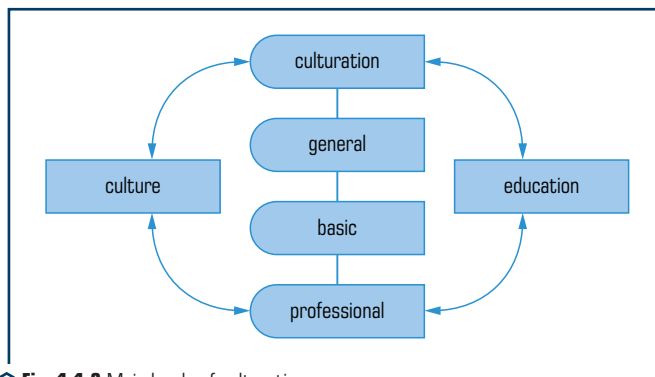 culturation
general
culture
education
basic
professional